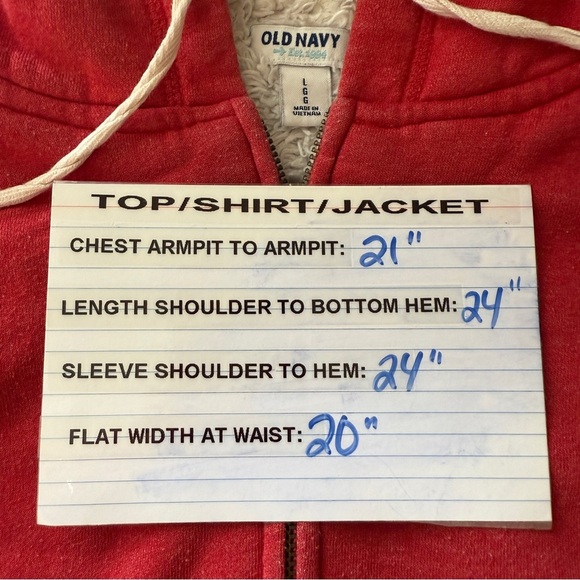 OLD NAVY
Est. 1994
L
G
G
MADE IN
VIETNAM
TOP/SHIRT/JACKET
CHEST ARMPIT TO ARMPIT: 21"
LENGTH SHOULDER TO BOTTOM HEM: 24"
SLEEVE SHOULDER TO HEM: 24"
FLAT WIDTH AT WAIST: 20"